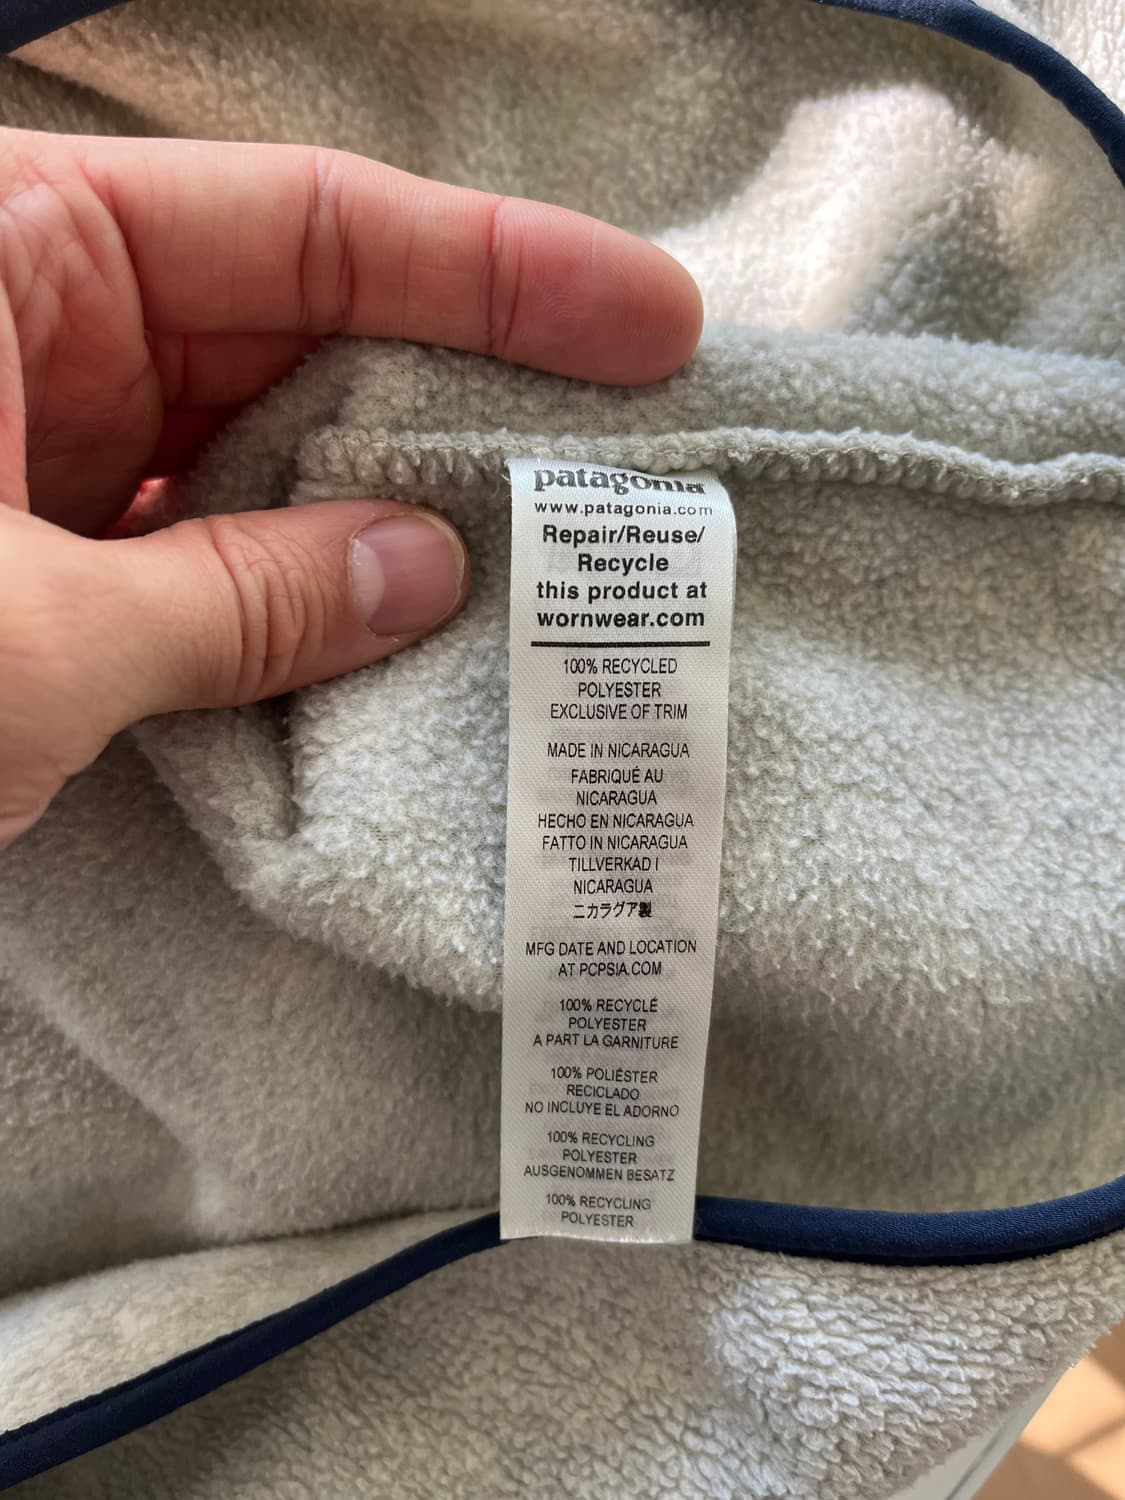 patagonia
www.patagonia.com
Repair/Reuse/
Recycle
this product at
wornwear.com
100% RECYCLED
POLYESTER
EXCLUSIVE OF TRIM
MADE IN NICARAGUA
FABRIQUÉ AU
NICARAGUA
HECHO EN NICARAGUA
FATTO IN NICARAGUA
TILLVERKAD I
NICARAGUA
ニカラグア製
MFG DATE AND LOCATION
AT PCPSIA.COM
100% RECYCLÉ
POLYESTER
A PART LA GARNITURE
100% POLIÉSTER
RECICLADO
NO INCLUYE EL ADORNO
100% RECYCLING
POLYESTER
AUSGENOMMEN BESATZ
100% RECYCLING
POLYESTER